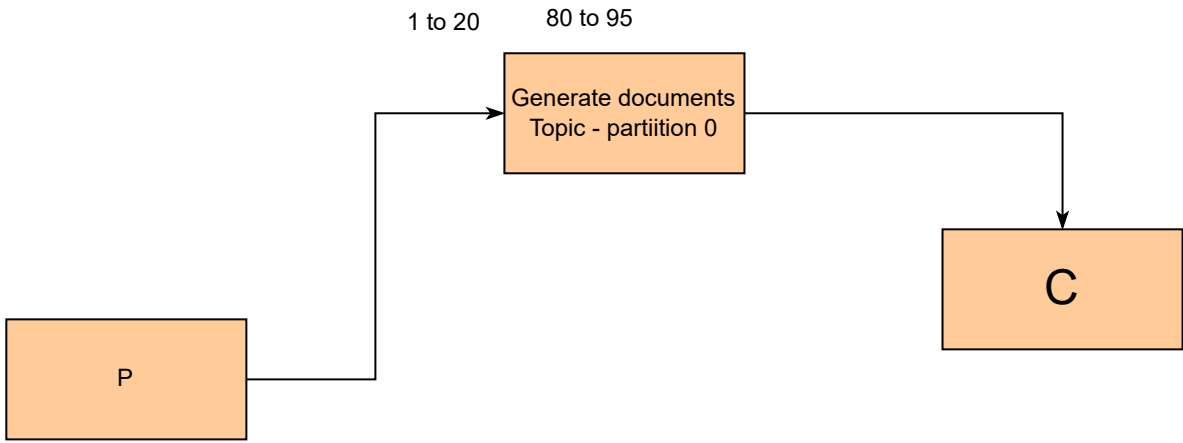 1 to 20
80 to 95
Generate documents
Topic - partiition 0
C
P